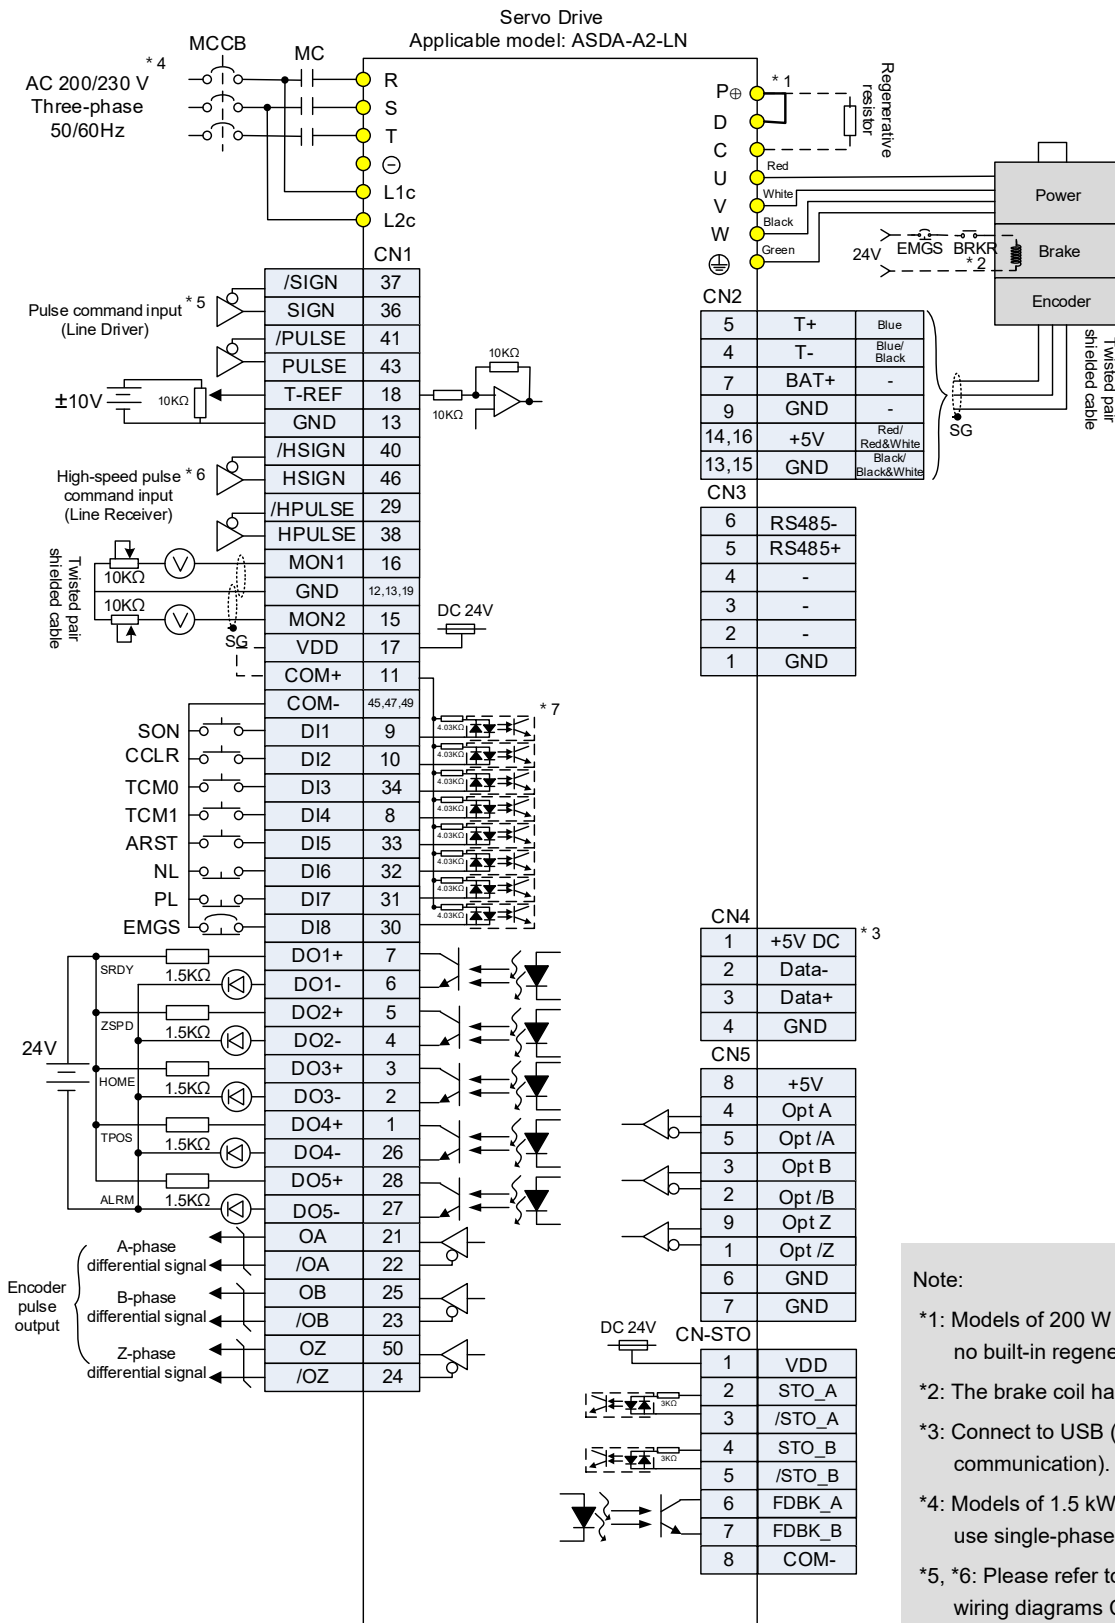 Servo Drive
Applicable model: ASDA-A2-LN
MCCB
MC
* 4
AC 200/230 V
Three-phase
50/60Hz
R
S
T
⊖
L1c
L2c
P⊕
* 1
D
C
U
V
W
Red
White
Black
Green
Regenerative
resistor
24V
EMGS
BRKR
* 2
Power
Brake
Encoder
Twisted pair
shielded cable
SG
CN1
/SIGN 37
SIGN 36
/PULSE 41
PULSE 43
T-REF 18
GND 13
/HSIGN 40
HSIGN 46
/HPULSE 29
HPULSE 38
MON1 16
GND 12,13,19
MON2 15
VDD 17
COM+ 11
COM- 45,47,49
DI1 9
DI2 10
DI3 34
DI4 8
DI5 33
DI6 32
DI7 31
DI8 30
DO1+ 7
DO1- 6
DO2+ 5
DO2- 4
DO3+ 3
DO3- 2
DO4+ 1
DO4- 26
DO5+ 28
DO5- 27
OA 21
/OA 22
OB 25
/OB 23
OZ 50
/OZ 24
Pulse command input * 5
(Line Driver)
±10V
10KΩ
10KΩ
10KΩ
High-speed pulse * 6
command input
(Line Receiver)
Twisted pair
shielded cable
10KΩ
V
10KΩ
V
SG
DC 24V
* 7
SON
CCLR
TCM0
TCM1
ARST
NL
PL
EMGS
4.03KΩ
4.03KΩ
4.03KΩ
4.03KΩ
4.03KΩ
4.03KΩ
4.03KΩ
4.03KΩ
24V
SRDY
1.5KΩ
ZSPD
1.5KΩ
HOME
1.5KΩ
TPOS
1.5KΩ
ALRM
1.5KΩ
Encoder
pulse
output
A-phase
differential signal
B-phase
differential signal
Z-phase
differential signal
CN2
5 T+ Blue
4 T- Blue/
Black
7 BAT+ -
9 GND -
14,16 +5V Red/
Red&White
13,15 GND Black/
Black&White
CN3
6 RS485-
5 RS485+
4 -
3 -
2 -
1 GND
CN4
1 +5V DC
* 3
2 Data-
3 Data+
4 GND
CN5
8 +5V
4 Opt A
5 Opt /A
3 Opt B
2 Opt /B
9 Opt Z
1 Opt /Z
6 GND
7 GND
DC 24V
CN-STO
1 VDD
2 STO_A
3 /STO_A
4 STO_B
5 /STO_B
6 FDBK_A
7 FDBK_B
8 COM-
3KΩ
3KΩ
Note:
*1: Models of 200 W
no built-in regene
*2: The brake coil ha
*3: Connect to USB (
communication).
*4: Models of 1.5 kW
use single-phase
*5, *6: Please refer to
wiring diagrams C